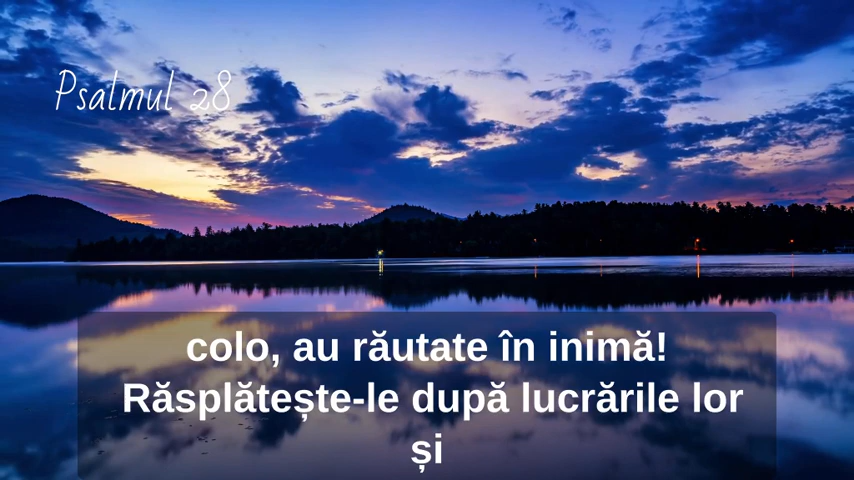 Psalmul 28
colo, au răutate în inimă!
Răsplătește-le după lucrările lor
și